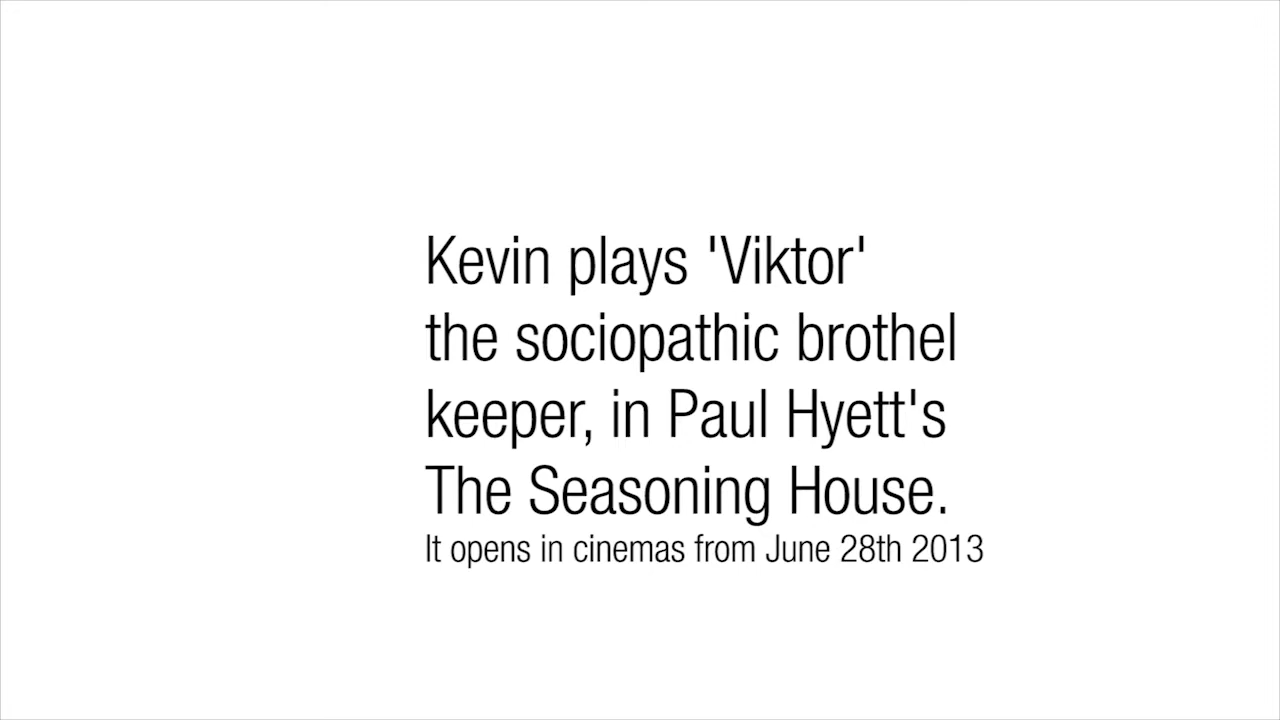 Kevin plays 'Viktor'
the sociopathic brothel
keeper, in Paul Hyett's
The Seasoning House.
It opens in cinemas from June 28th 2013